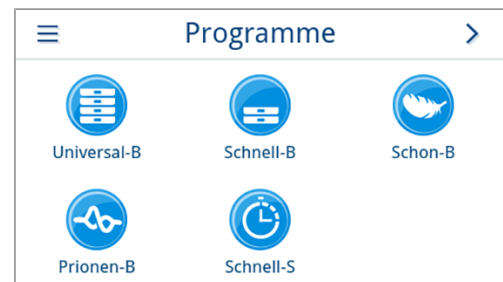 Programme
Universal-B
Schnell-B
Schon-B
Prionen-B
Schnell-S